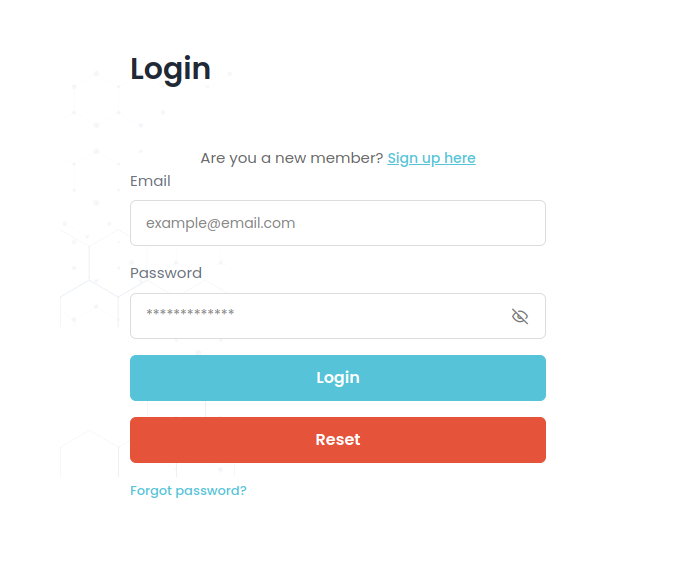 Login
Are you a new member? Sign up here
Email
example@email.com
Password
*************
Login
Reset
Forgot password?